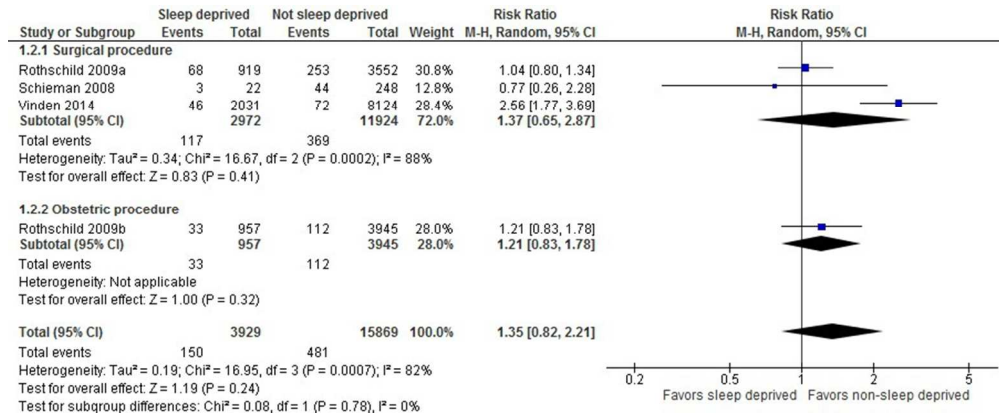 Sleep deprived Not sleep deprived Risk Ratio Risk Ratio
Study or Subgroup Events Total Events Total Weight M-H, Random, 95% CI M-H, Random, 95% CI
1.2.1 Surgical procedure
Rothschild 2009a 68 919 253 3552 30.8% 1.04 [0.80, 1.34]
Schieman 2008 3 22 44 248 12.8% 0.77 [0.26, 2.28]
Vinden 2014 46 2031 72 8124 28.4% 2.56 [1.77, 3.69]
Subtotal (95% CI) 2972 11924 72.0% 1.37 [0.65, 2.87]
Total events 117 369
Heterogeneity: Tau² = 0.34; Chi² = 16.67, df = 2 (P = 0.0002); I² = 88%
Test for overall effect: Z = 0.83 (P = 0.41)
1.2.2 Obstetric procedure
Rothschild 2009b 33 957 112 3945 28.0% 1.21 [0.83, 1.78]
Subtotal (95% CI) 957 3945 28.0% 1.21 [0.83, 1.78]
Total events 33 112
Heterogeneity: Not applicable
Test for overall effect: Z = 1.00 (P = 0.32)
Total (95% CI) 3929 15869 100.0% 1.35 [0.82, 2.21]
Total events 150 481
Heterogeneity: Tau² = 0.19; Chi² = 16.95, df = 3 (P = 0.0007); I² = 82%
Test for overall effect: Z = 1.19 (P = 0.24)
Test for subgroup differences: Chi² = 0.08, df = 1 (P = 0.78), I² = 0%
0.2 0.5 1 2 5
Favors sleep deprived Favors non-sleep deprived